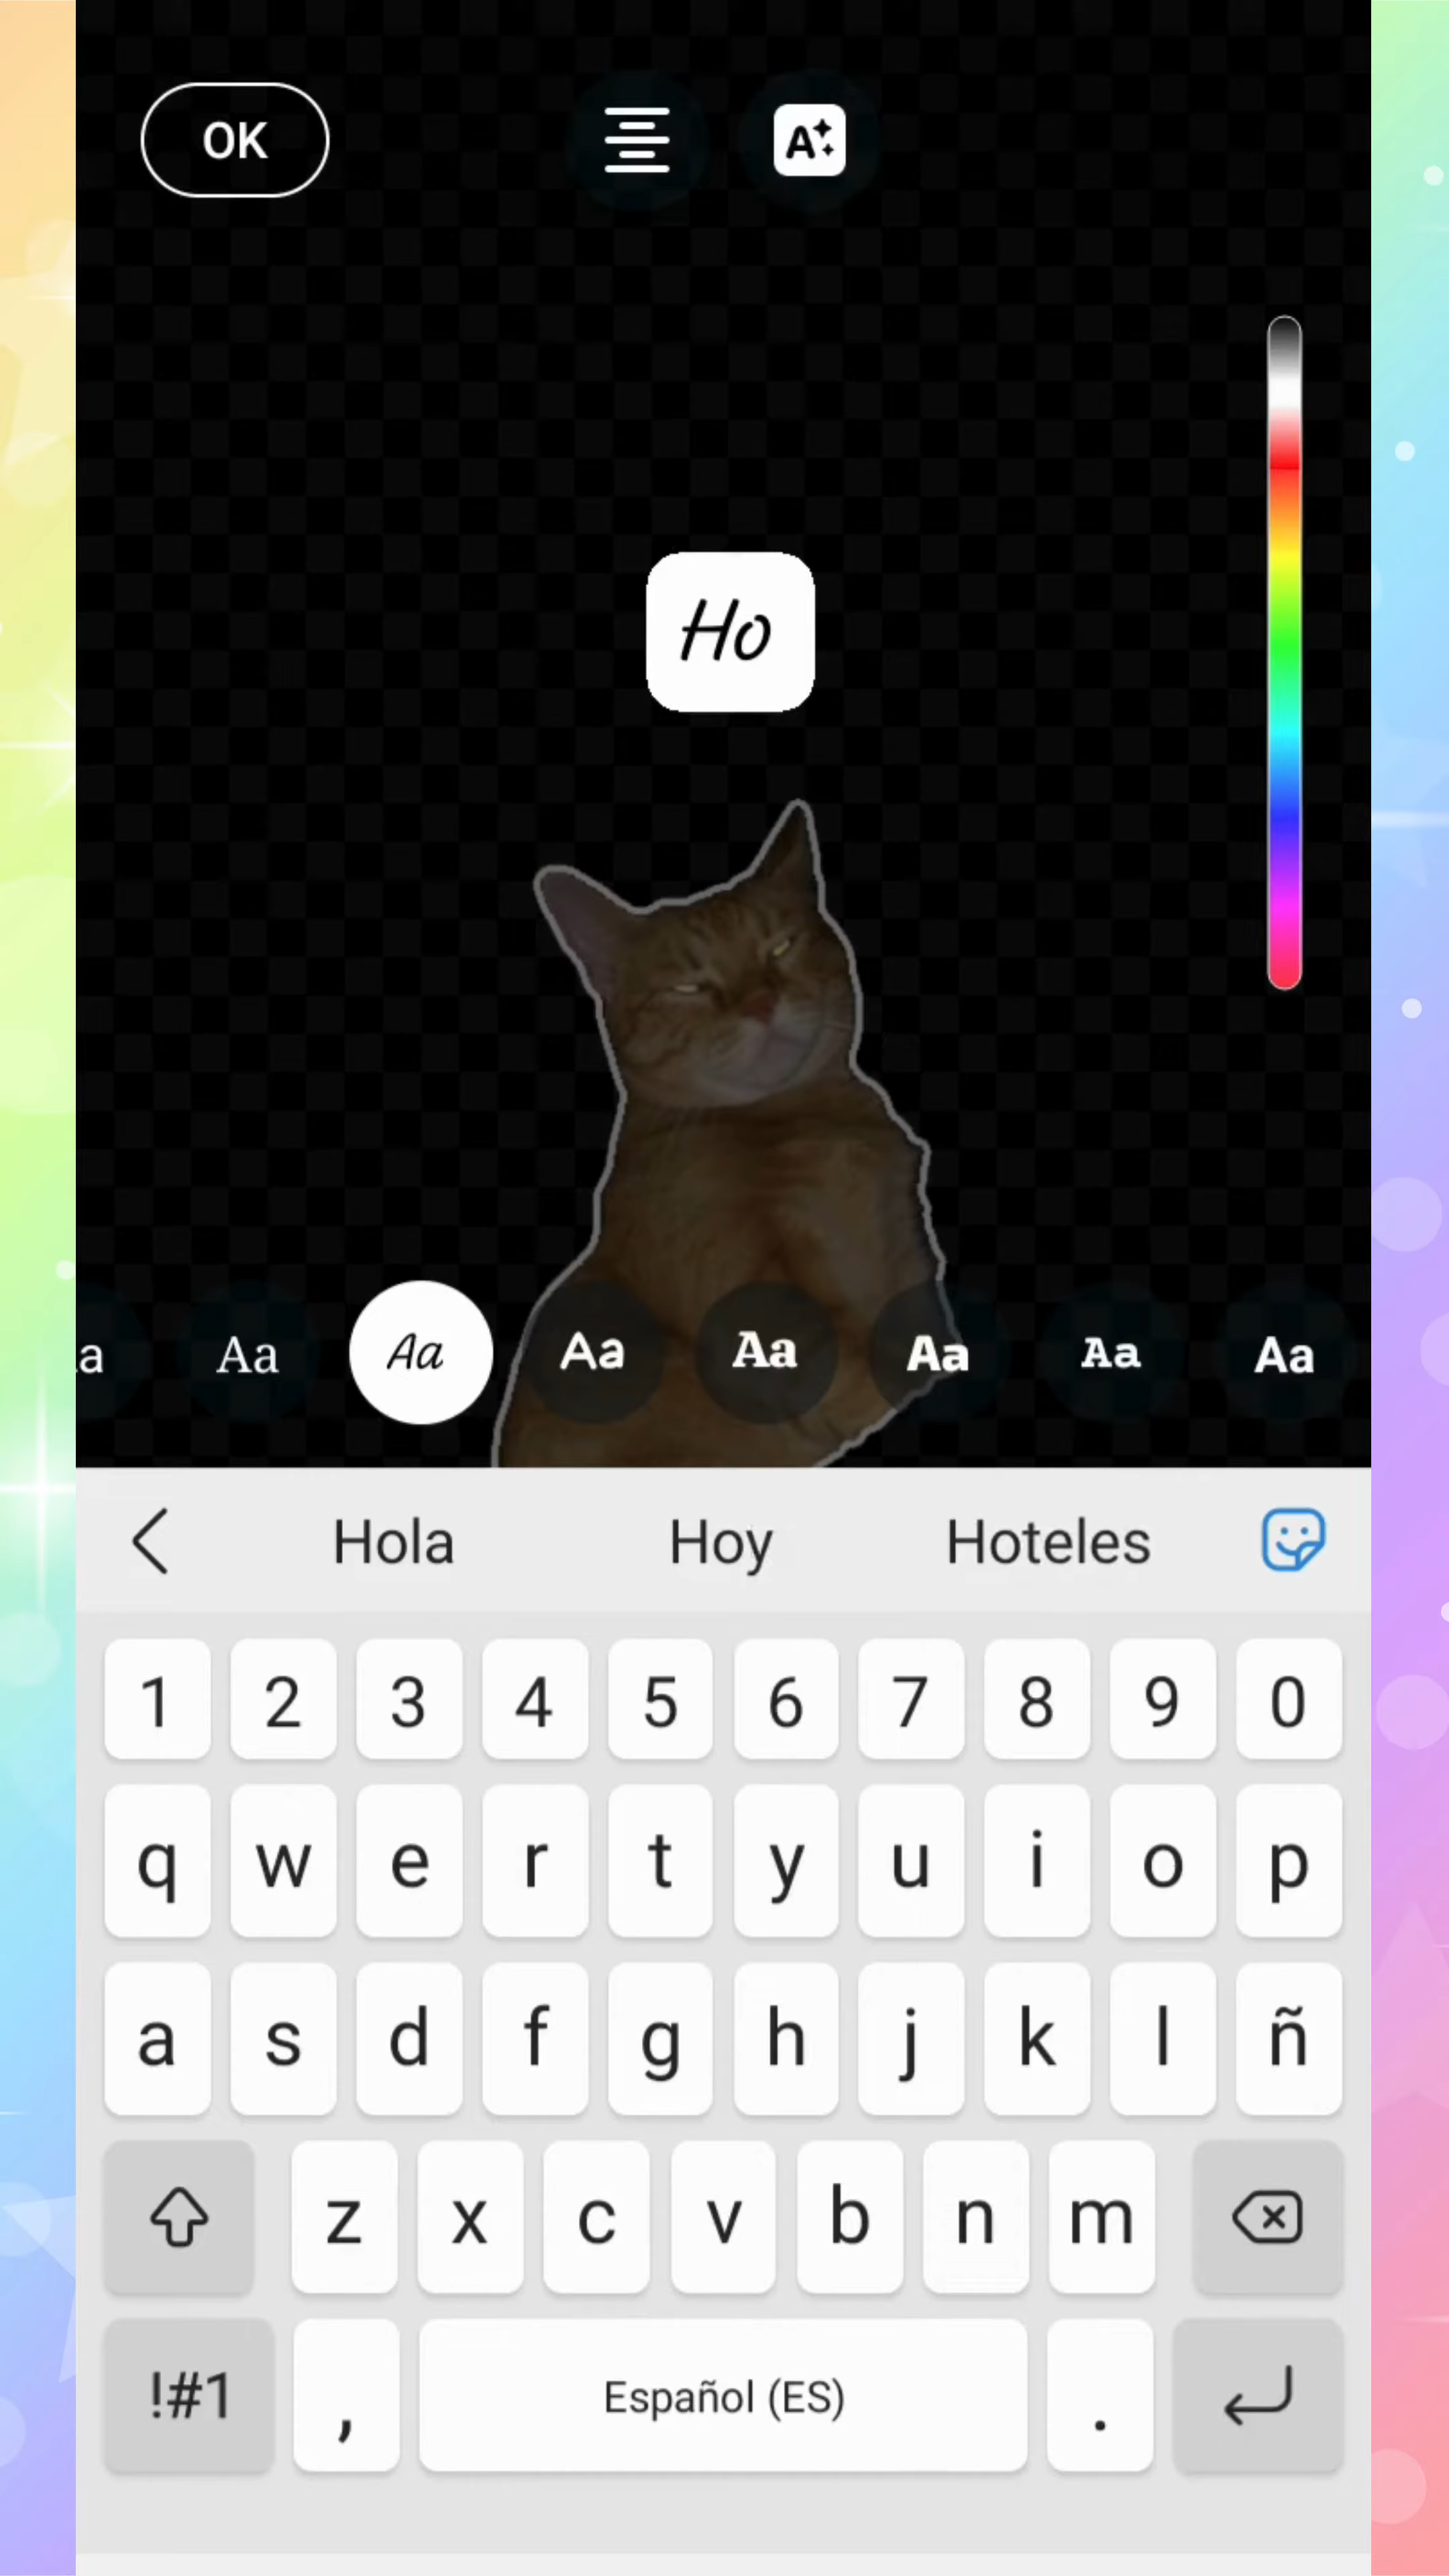 OK
A
Ho
a Aa Aa Aa Aa Aa Aa Aa
Hola Hoy Hoteles
1 2 3 4 5 6 7 8 9 0
q w e r t y u i o p
a s d f g h j k l ñ
z x c v b n m
!#1 , Español (ES) .